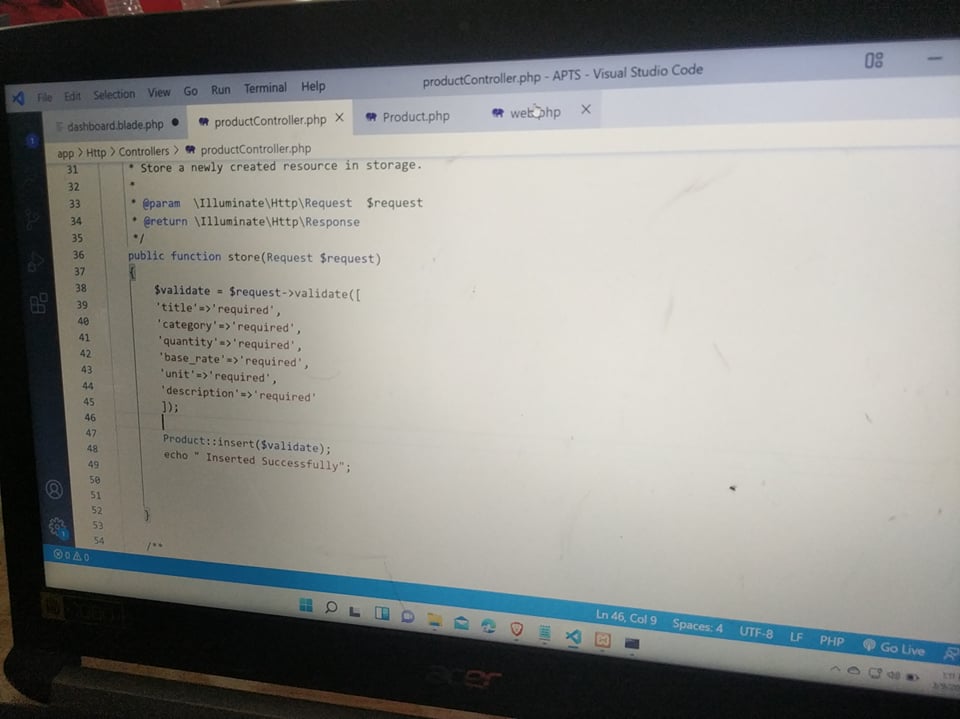 File Edit Selection View Go Run Terminal Help productController.php - APTS - Visual Studio Code
dashboard.blade.php productController.php Product.php web.php
app > Http > Controllers > productController.php
31 * Store a newly created resource in storage.
32 *
33 * @param \Illuminate\Http\Request $request
34 * @return \Illuminate\Http\Response
35 */
36 public function store(Request $request)
37 {
38 $validate = $request->validate([
39 'title'=>'required',
40 'category'=>'required',
41 'quantity'=>'required',
42 'base_rate'=>'required',
43 'unit'=>'required',
44 'description'=>'required'
45 ]);
46
47 Product::insert($validate);
48 echo " Inserted Successfully";
49
50
51
52 }
53
54 /**
0 0
Ln 46, Col 9 Spaces: 4 UTF-8 LF PHP Go Live
acer